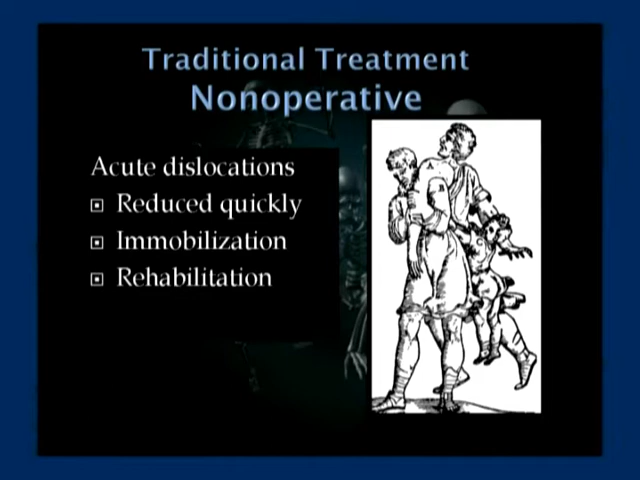 Traditional Treatment
Nonoperative
Acute dislocations
Reduced quickly
Immobilization
Rehabilitation
A
B